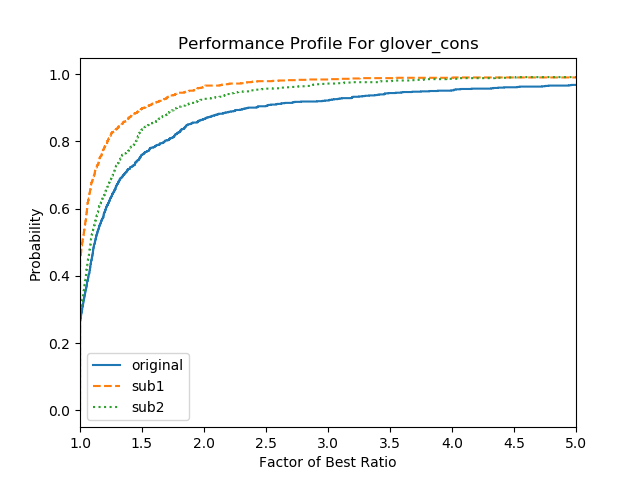 Performance Profile For glover_cons
Probability
1.0
0.8
0.6
0.4
0.2
0.0
original
sub1
sub2
1.0 1.5 2.0 2.5 3.0 3.5 4.0 4.5 5.0
Factor of Best Ratio